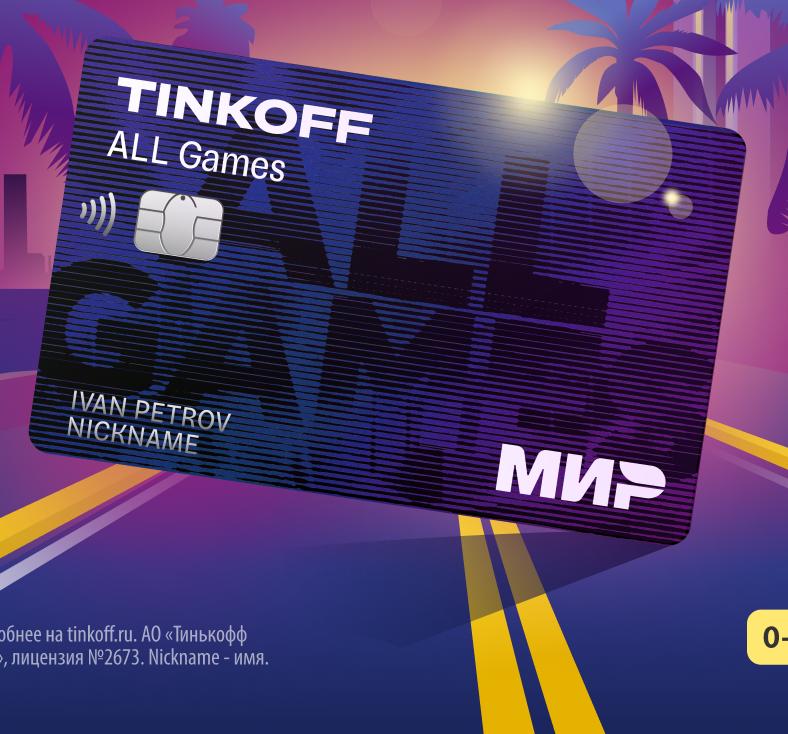 TINKOFF
ALL Games
ALL
GAMES
IVAN PETROV
NICKNAME
МИР
обнее на tinkoff.ru. АО «Тинькофф
», лицензия №2673. Nickname - имя.
0-